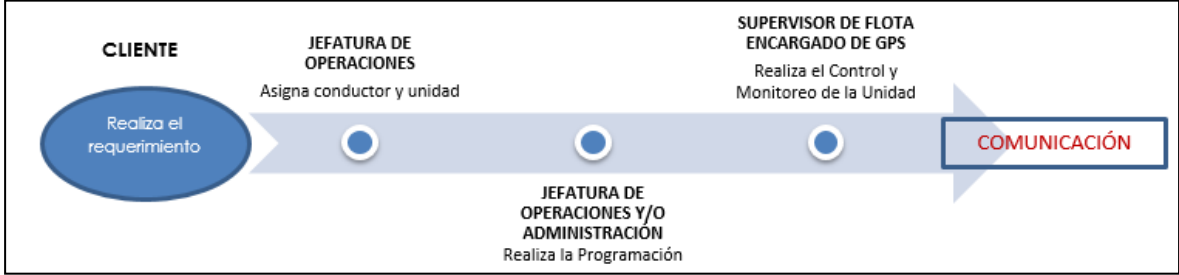 CLIENTE
Realiza el
requerimiento
JEFATURA DE
OPERACIONES
Asigna conductor y unidad
JEFATURA DE
OPERACIONES Y/O
ADMINISTRACIÓN
Realiza la Programación
SUPERVISOR DE FLOTA
ENCARGADO DE GPS
Realiza el Control y
Monitoreo de la Unidad
COMUNICACIÓN